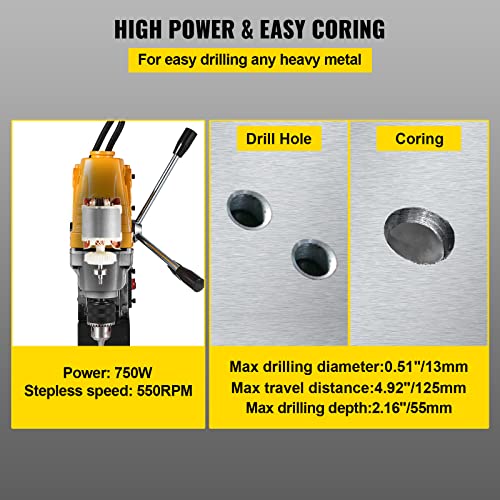 HIGH POWER & EASY CORING
For easy drilling any heavy metal
Drill Hole
Coring
Power: 750W
Stepless speed: 550RPM
Max drilling diameter:0.51"/13mm
Max travel distance:4.92"/125mm
Max drilling depth:2.16"/55mm